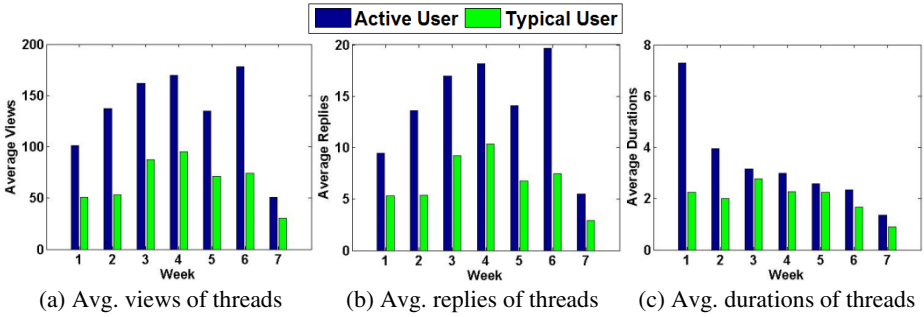 Active User Typical User
200
150
100
50
0
Average Views
1 2 3 4 5 6 7
Week
(a) Avg. views of threads
20
15
10
5
0
Average Replies
1 2 3 4 5 6 7
Week
(b) Avg. replies of threads
8
6
4
2
0
Average Durations
1 2 3 4 5 6 7
Week
(c) Avg. durations of threads